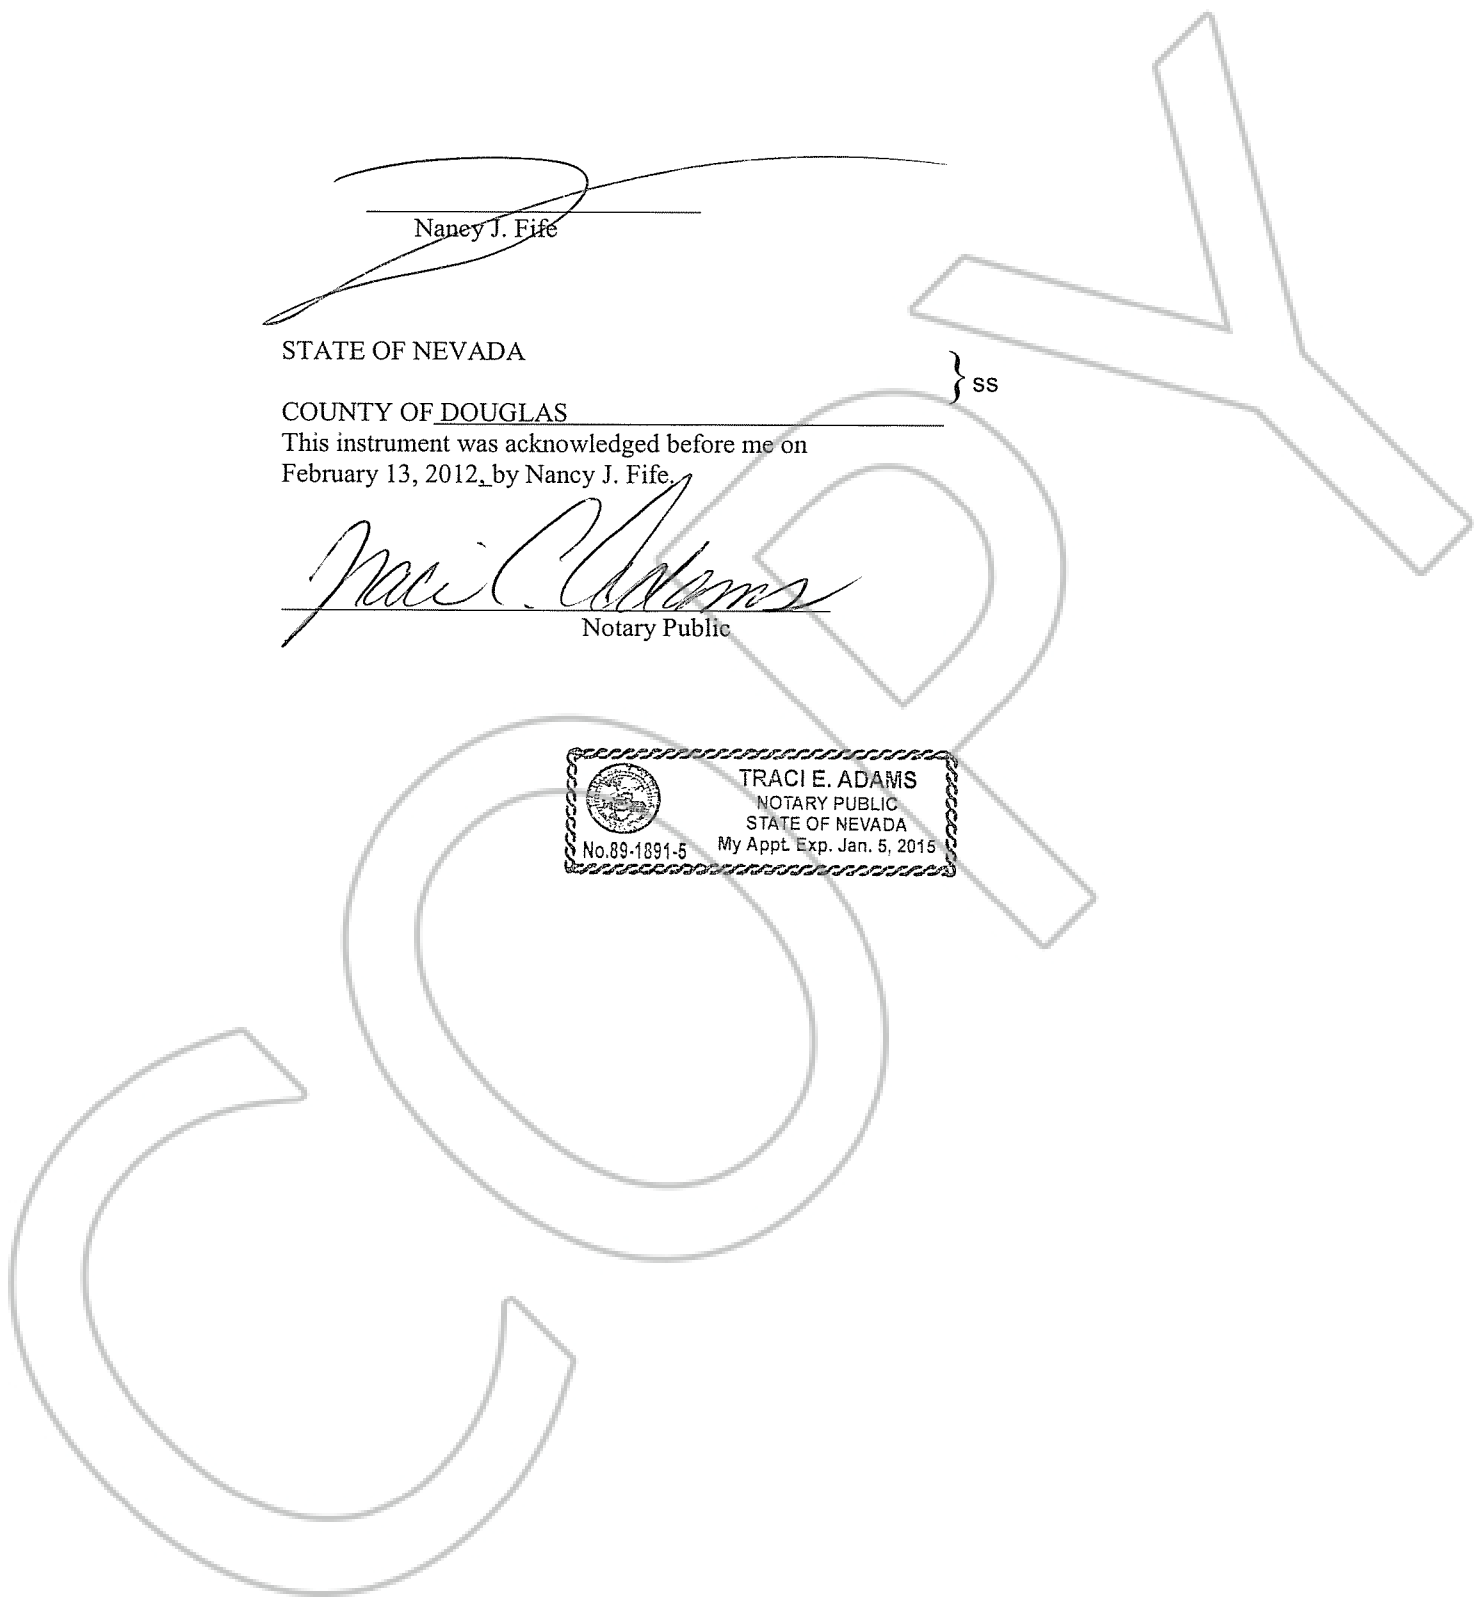 Nancy J. Fife
STATE OF NEVADA
} ss
COUNTY OF DOUGLAS
This instrument was acknowledged before me on
February 13, 2012, by Nancy J. Fife.
Traci E. Adams
Notary Public
TRACI E. ADAMS
NOTARY PUBLIC
STATE OF NEVADA
No.89-1891-5 My Appt. Exp. Jan. 5, 2015
COPY